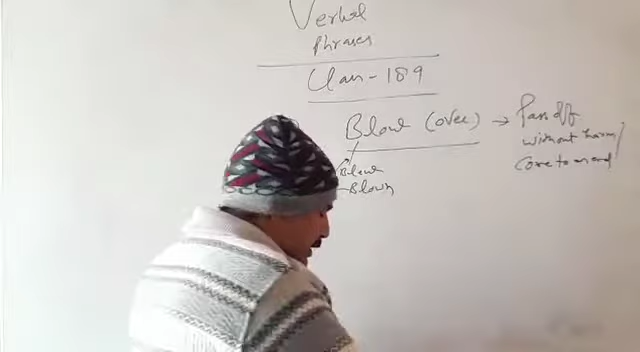 Verbal
Phrases
Class - 189
Blow (over) → Pass off
without harm/
come to an end
Blew
Blown